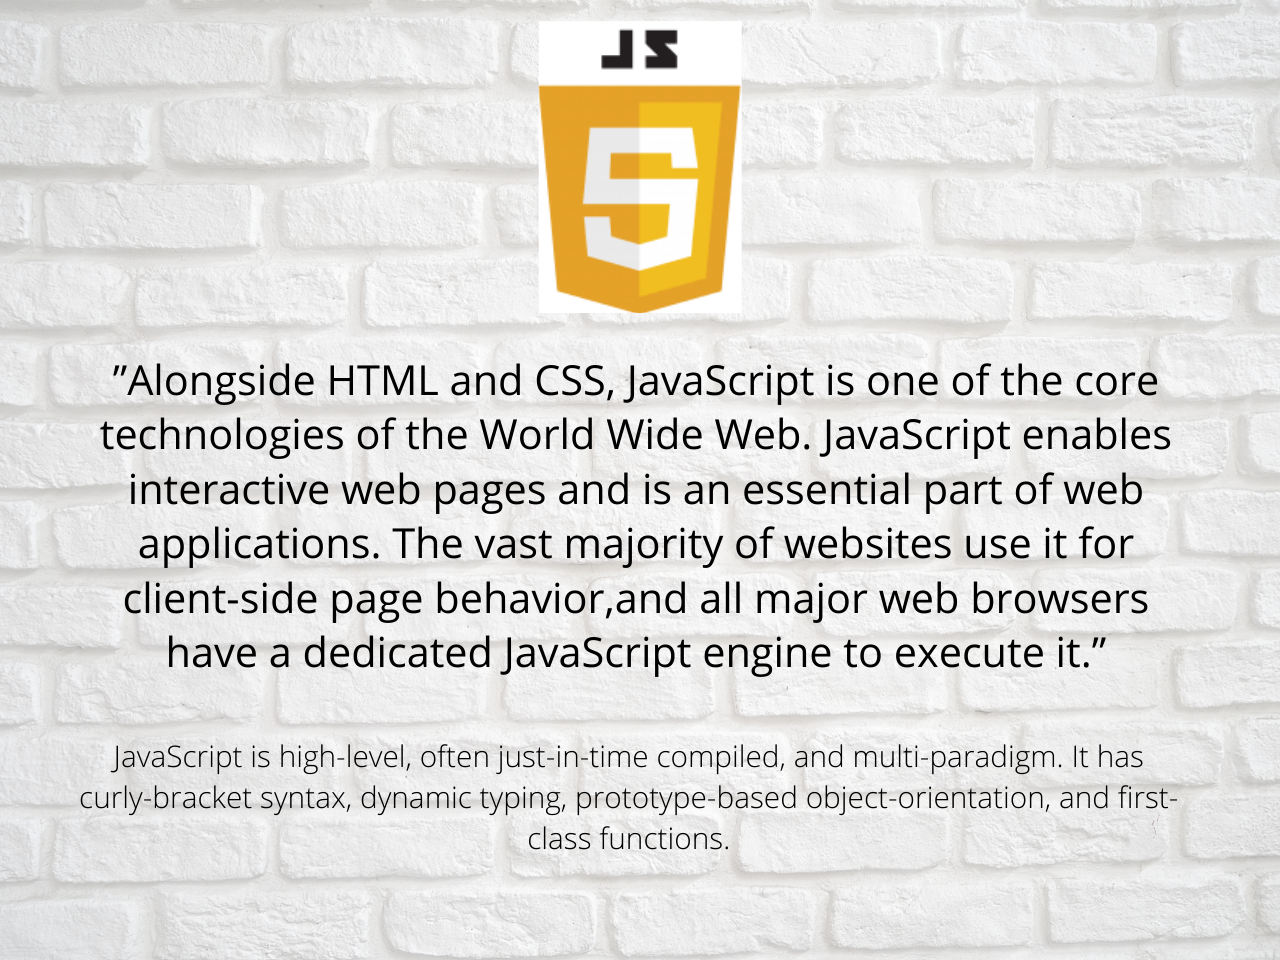 JS
5
”Alongside HTML and CSS, JavaScript is one of the core
technologies of the World Wide Web. JavaScript enables
interactive web pages and is an essential part of web
applications. The vast majority of websites use it for
client-side page behavior,and all major web browsers
have a dedicated JavaScript engine to execute it.”
JavaScript is high-level, often just-in-time compiled, and multi-paradigm. It has
curly-bracket syntax, dynamic typing, prototype-based object-orientation, and first-
class functions.